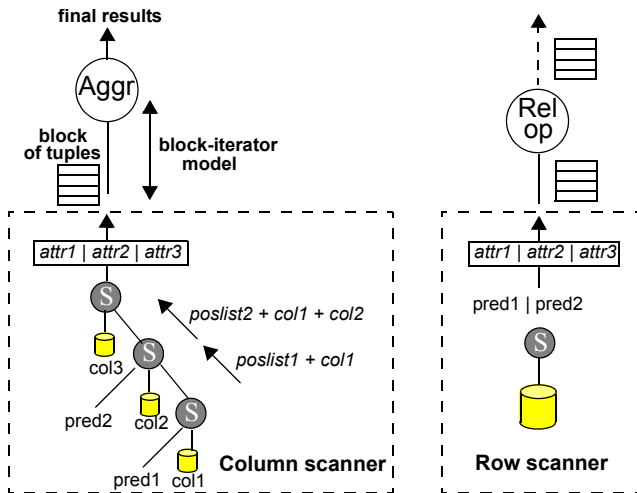 final results
Aggr
block
of tuples
block-iterator
model
attr1 | attr2 | attr3
S
poslist2 + col1 + col2
col3
S
poslist1 + col1
pred2
col2
S
pred1
col1
Column scanner
Rel
op
attr1 | attr2 | attr3
pred1 | pred2
S
Row scanner